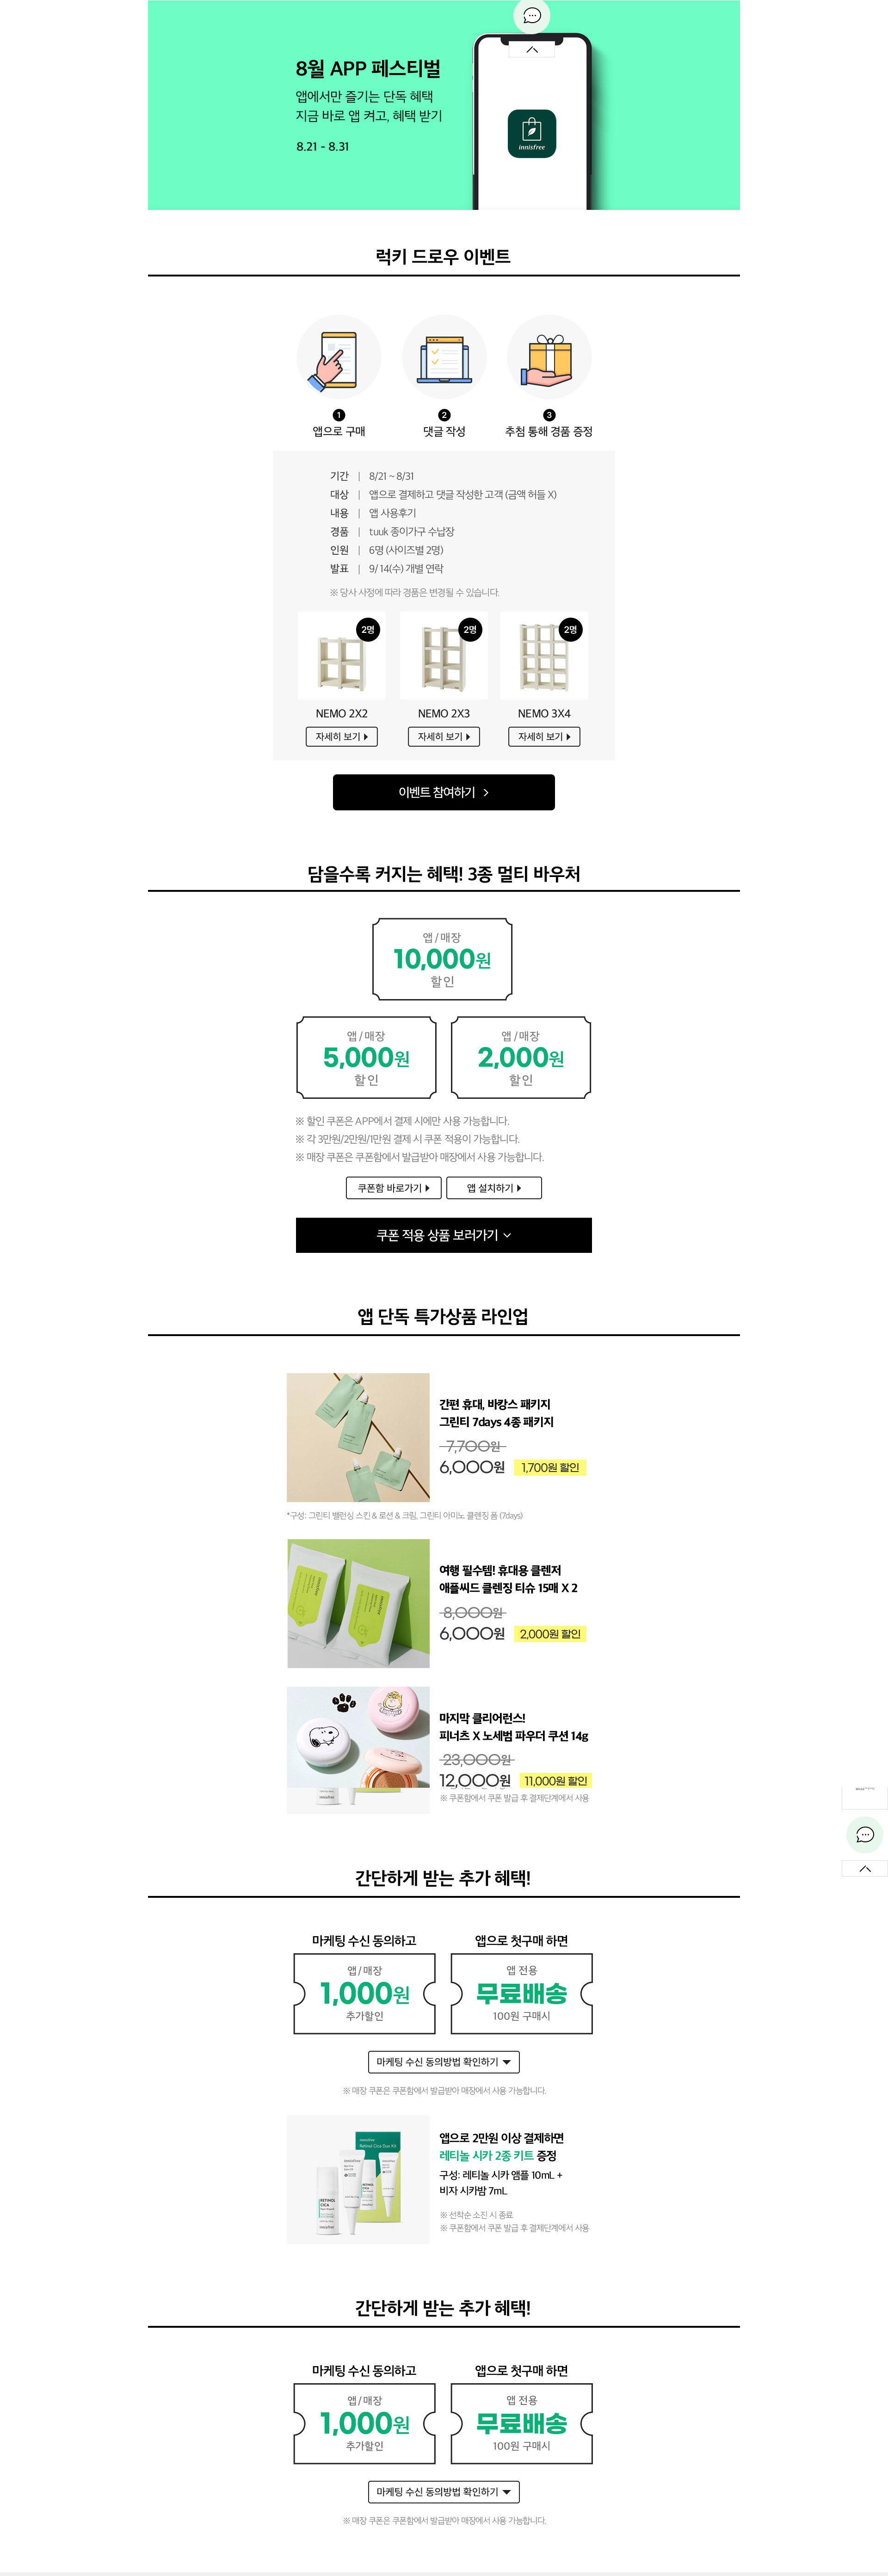 8월 APP 페스티벌
앱에서만 즐기는 단독 혜택
지금 바로 앱 켜고, 혜택 받기
8.21 - 8.31
innisfree
럭키 드로우 이벤트
1
2
3
앱으로 구매
댓글 작성
추첨 통해 경품 증정
기간 | 8/21 ~ 8/31
대상 | 앱으로 결제하고 댓글 작성한 고객 (금액 허들 X)
내용 | 앱 사용후기
경품 | tuuk 종이가구 수납장
인원 | 6명 (사이즈별 2명)
발표 | 9/ 14(수) 개별 연락
※ 당사 사정에 따라 경품은 변경될 수 있습니다.
2명
2명
2명
NEMO 2X2
NEMO 2X3
NEMO 3X4
자세히 보기
자세히 보기
자세히 보기
이벤트 참여하기
담을수록 커지는 혜택! 3종 멀티 바우처
앱 / 매장
10,000원
할인
앱 / 매장
5,000원
할인
앱 / 매장
2,000원
할인
※ 할인 쿠폰은 APP에서 결제 시에만 사용 가능합니다.
※ 각 3만원/2만원/1만원 결제 시 쿠폰 적용이 가능합니다.
※ 매장 쿠폰은 쿠폰함에서 발급받아 매장에서 사용 가능합니다.
쿠폰함 바로가기
앱 설치하기
쿠폰 적용 상품 보러가기
앱 단독 특가상품 라인업
간편 휴대, 바캉스 패키지
그린티 7days 4종 패키지
7,700원
6,000원 1,700원 할인
*구성: 그린티 밸런싱 스킨 & 로션 & 크림, 그린티 아미노 클렌징 폼 (7days)
여행 필수템! 휴대용 클렌저
애플씨드 클렌징 티슈 15매 X 2
8,000원
6,000원 2,000원 할인
마지막 클리어런스!
피너츠 X 노세범 파우더 쿠션 14g
23,000원
12,000원 11,000원 할인
※ 쿠폰함에서 쿠폰 발급 후 결제단계에서 사용
간단하게 받는 추가 혜택!
마케팅 수신 동의하고
앱 / 매장
1,000원
추가할인
앱으로 첫구매 하면
앱 전용
무료배송
100원 구매시
마케팅 수신 동의방법 확인하기
※ 매장 쿠폰은 쿠폰함에서 발급받아 매장에서 사용 가능합니다.
innisfree
Retinol Cica Duo Kit
RETINOL
CICA
앱으로 2만원 이상 결제하면
레티놀 시카 2종 키트 증정
구성: 레티놀 시카 앰플 10mL +
비자 시카밤 7mL
※ 선착순 소진 시 종료
※ 쿠폰함에서 쿠폰 발급 후 결제단계에서 사용
간단하게 받는 추가 혜택!
마케팅 수신 동의하고
앱 / 매장
1,000원
추가할인
앱으로 첫구매 하면
앱 전용
무료배송
100원 구매시
마케팅 수신 동의방법 확인하기
※ 매장 쿠폰은 쿠폰함에서 발급받아 매장에서 사용 가능합니다.